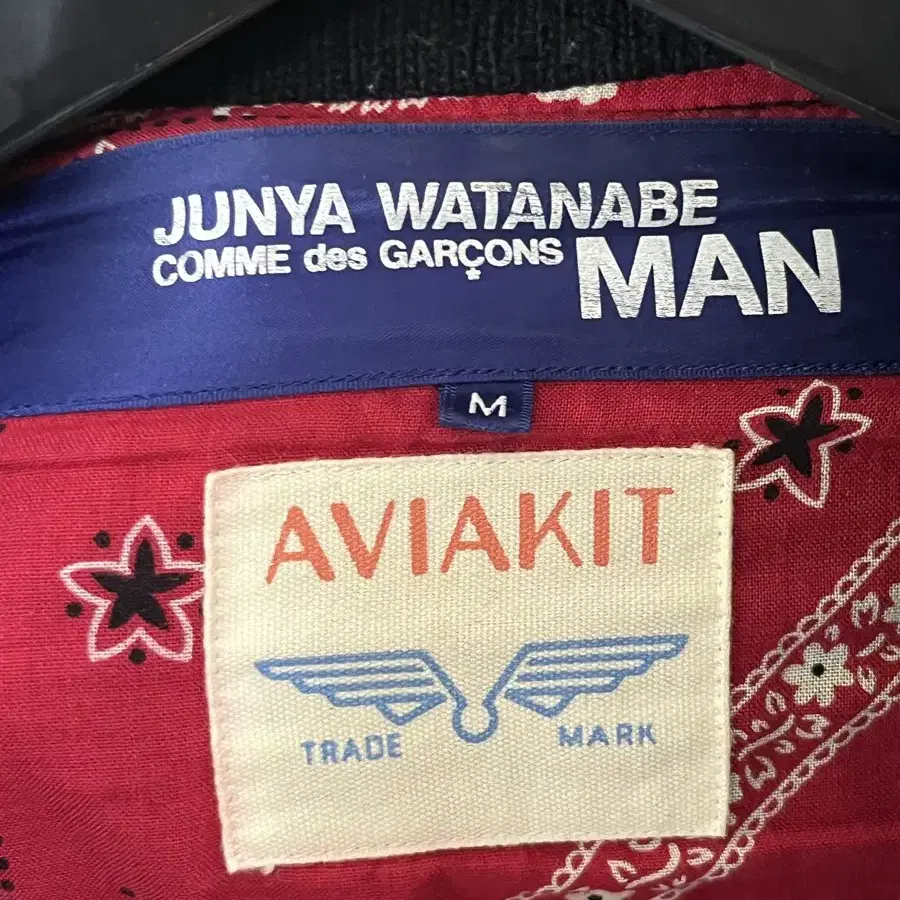 JUNYA WATANABE
COMME des GARÇONS MAN
M
AVIAKIT
TRADE MARK